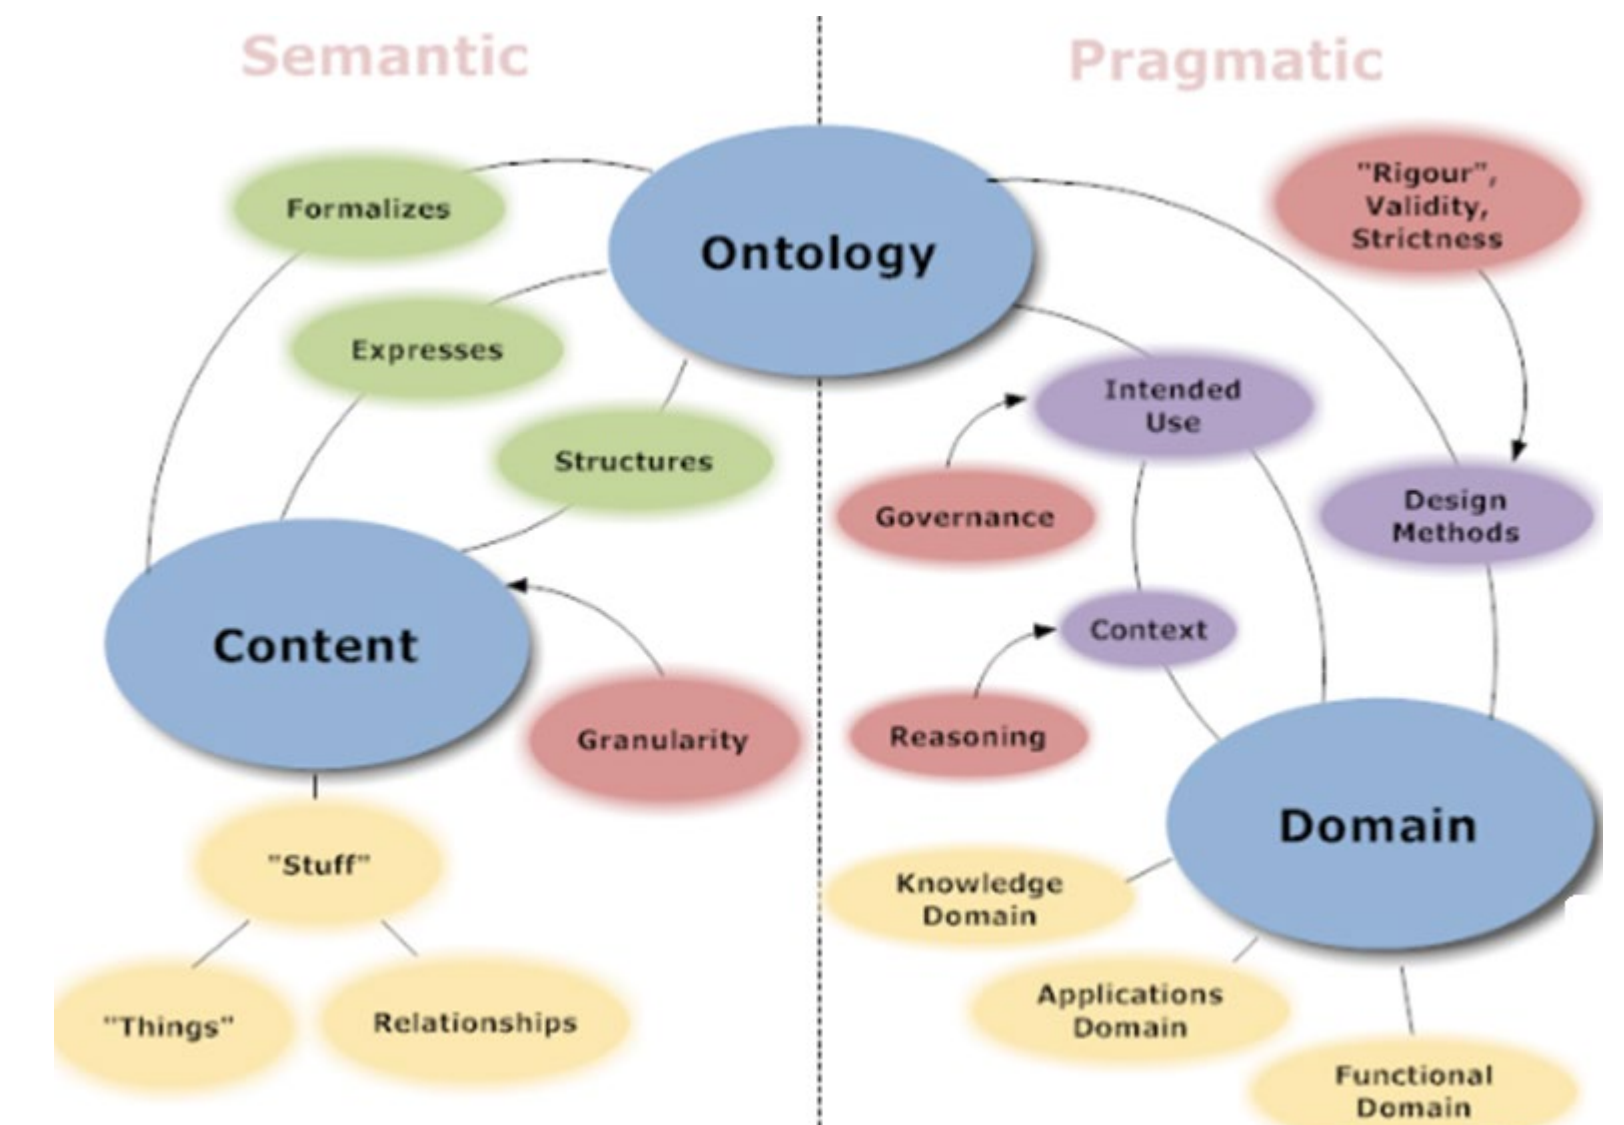 Semantic
Pragmatic
Formalizes
Ontology
"Rigour",
Validity,
Strictness
Expresses
Intended
Use
Structures
Design
Methods
Governance
Content
Context
Granularity
Reasoning
Domain
"Stuff"
Knowledge
Domain
"Things"
Relationships
Applications
Domain
Functional
Domain